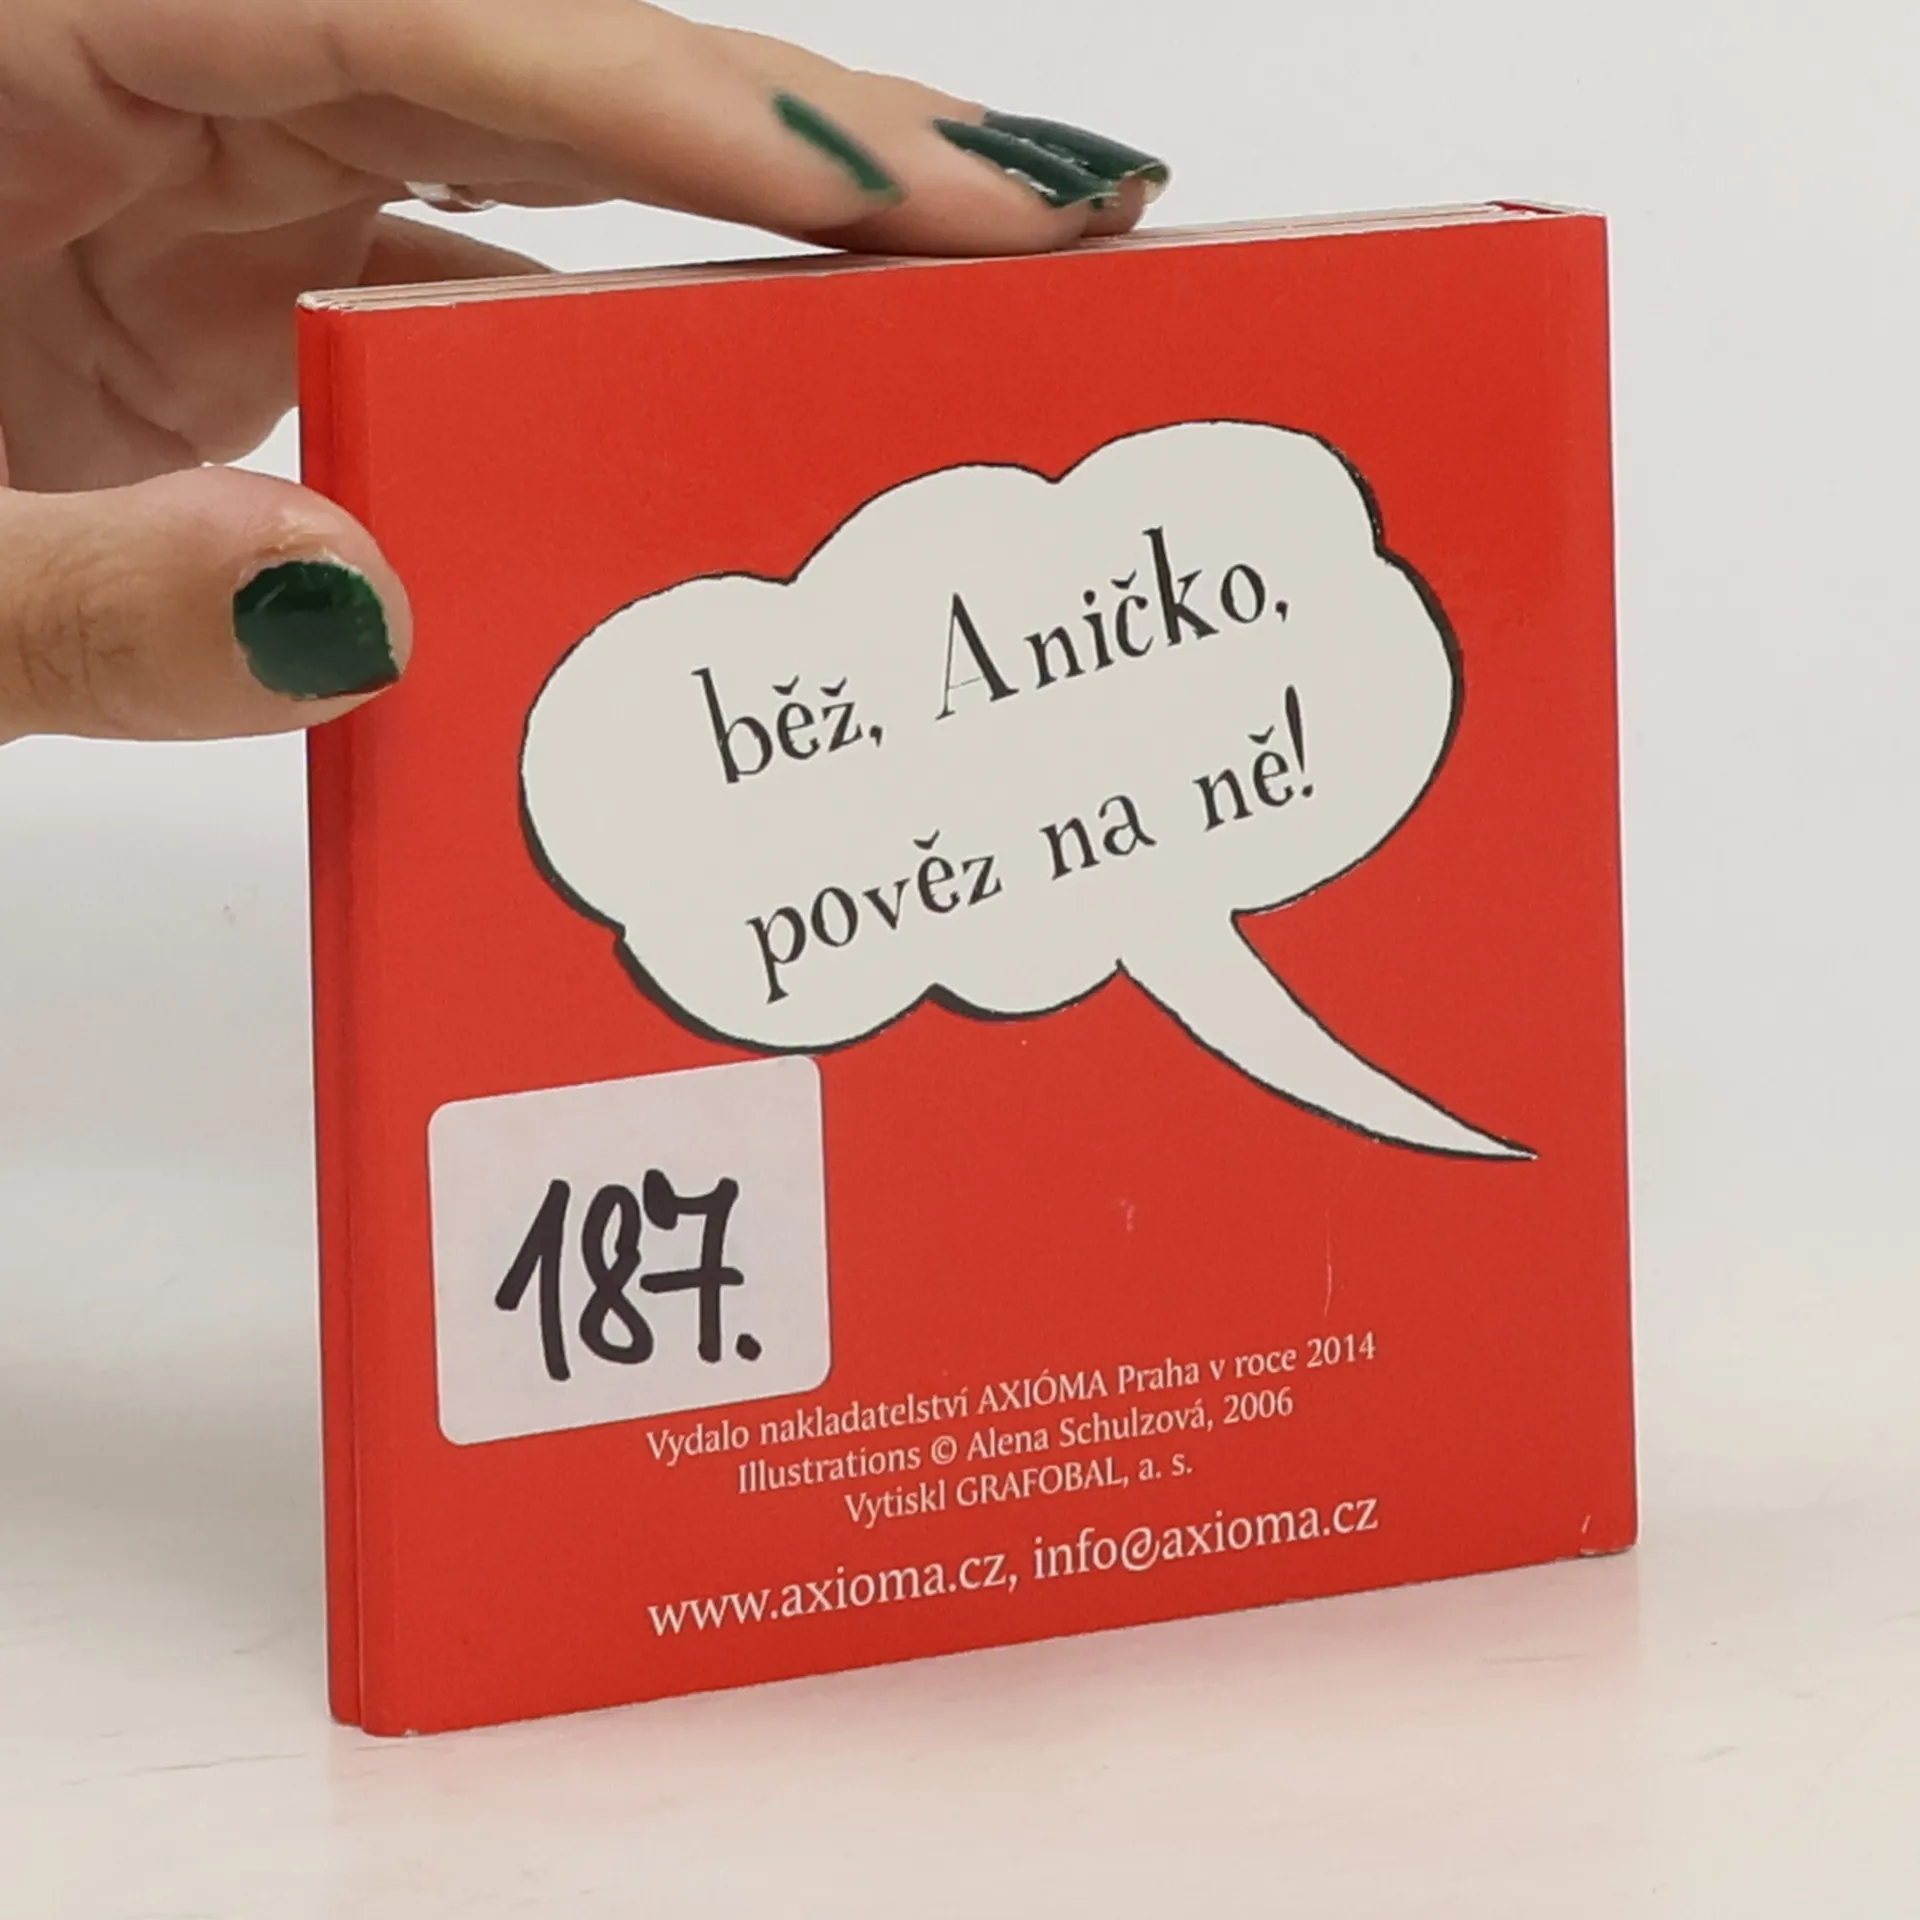 běž, Aničko,
pověz na ně!
187.
Vydalo nakladatelství AXIÓMA Praha v roce 2014
Illustrations © Alena Schulzová, 2006
Vytiskl GRAFOBAL, a. s.
www.axioma.cz, info@axioma.cz